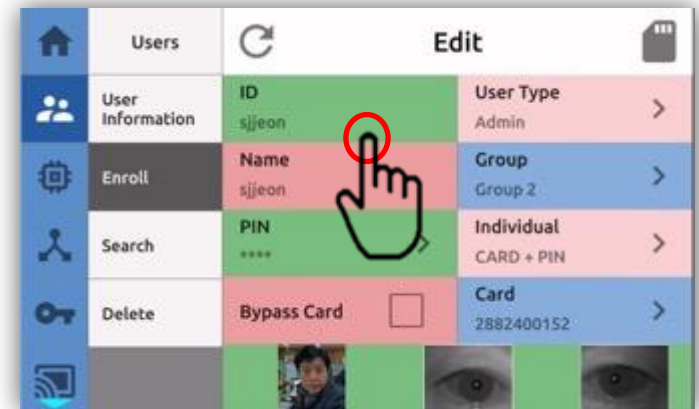 Users
Edit
User
Information
ID
sjjeon
User Type
Admin
Enroll
Name
sjjeon
Group
Group 2
Search
PIN
****
Individual
CARD + PIN
Delete
Bypass Card
Card
2882400152